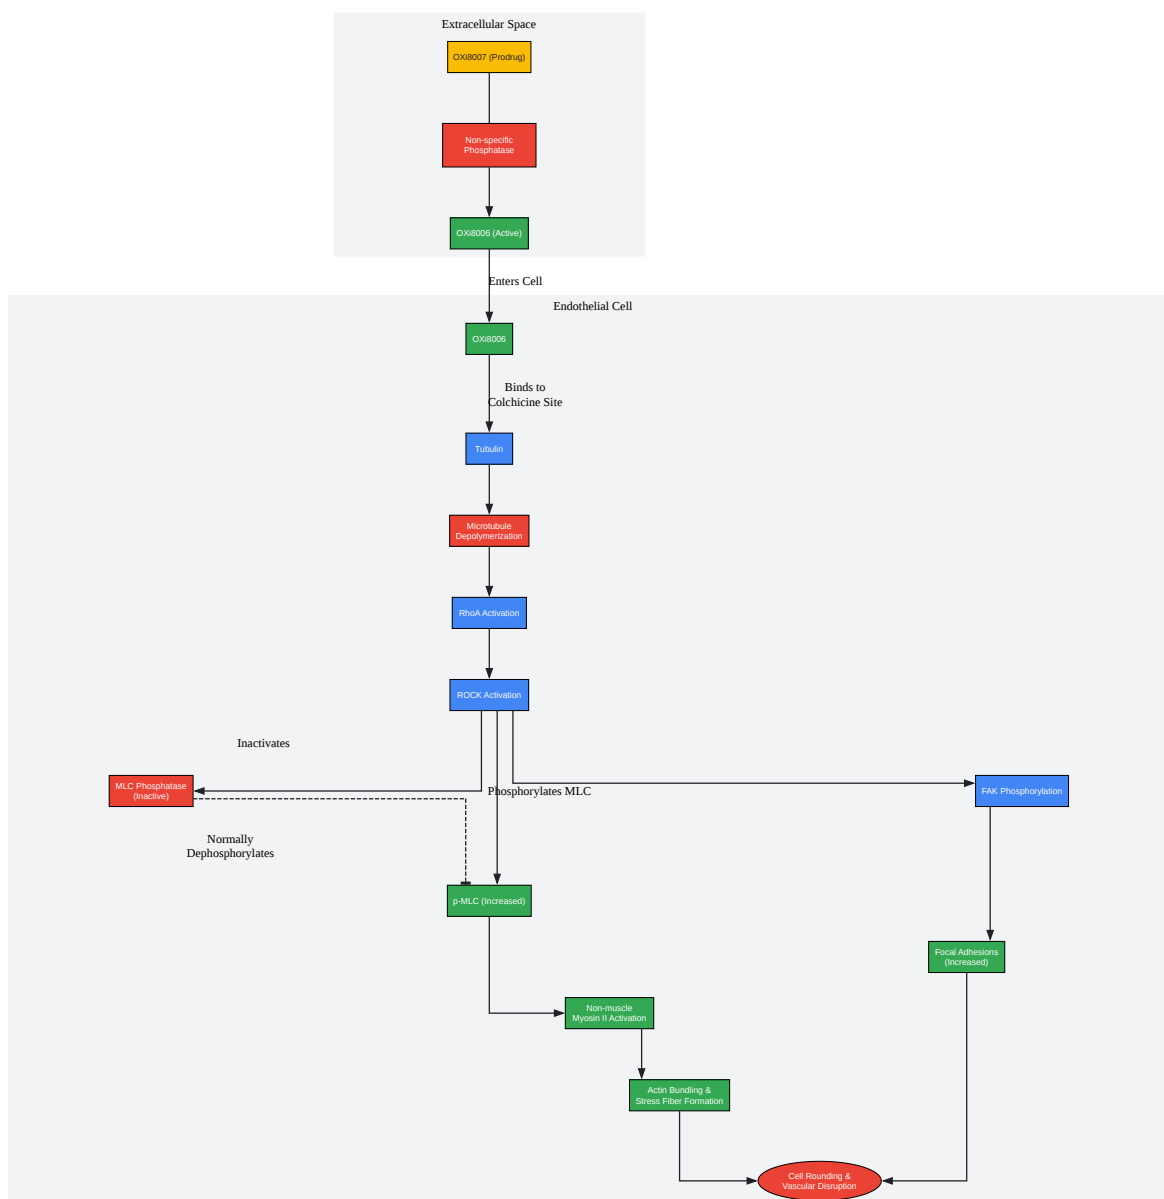 Extracellular Space
OXi8007 (Prodrug)
Non-specific
Phosphatase
OXi8006 (Active)
Enters Cell
Endothelial Cell
OXi8006
Binds to
Colchicine Site
Tubulin
Microtubule
Depolymerization
RhoA Activation
ROCK Activation
Inactivates
MLC Phosphatase
(Inactive)
Phosphorylates MLC
FAK Phosphorylation
Normally
Dephosphorylates
p-MLC (Increased)
Focal Adhesions
(Increased)
Non-muscle
Myosin II Activation
Actin Bundling &
Stress Fiber Formation
Cell Rounding &
Vascular Disruption